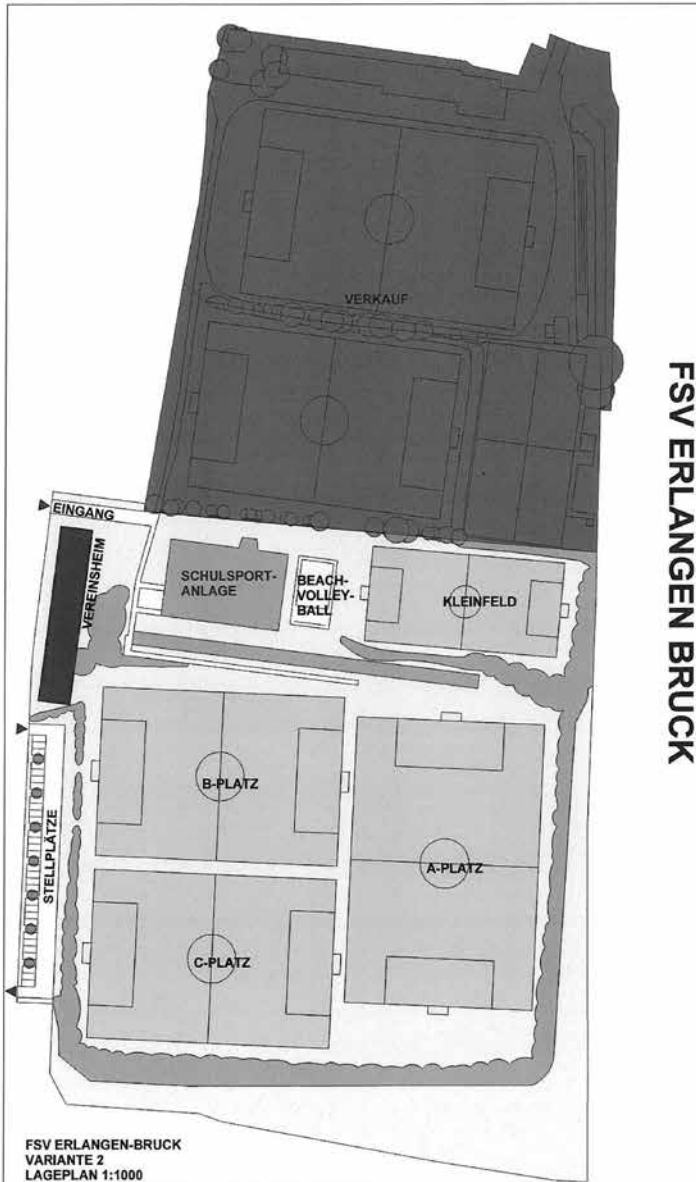 VERKAUF
FSV ERLANGEN BRUCK
EINGANG
VEREINSHEIM
SCHULSPORT-
ANLAGE
BEACH-
VOLLEY-
BALL
KLEINFELD
B-PLATZ
A-PLATZ
STELLPLÄTZE
C-PLATZ
FSV ERLANGEN-BRUCK
VARIANTE 2
LAGEPLAN 1:1000